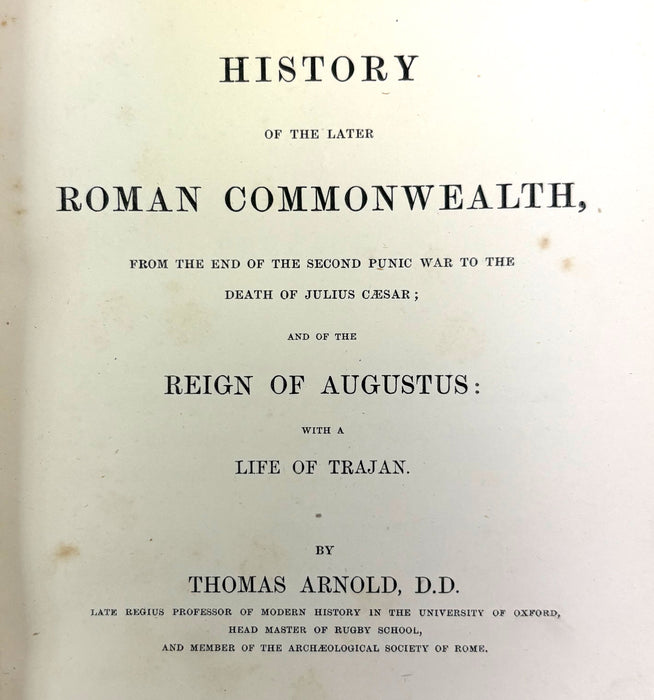 HISTORY
OF THE LATER
ROMAN COMMONWEALTH,
FROM THE END OF THE SECOND PUNIC WAR TO THE
DEATH OF JULIUS CÆSAR;
AND OF THE
REIGN OF AUGUSTUS:
WITH A
LIFE OF TRAJAN.
BY
THOMAS ARNOLD, D.D.
LATE REGIUS PROFESSOR OF MODERN HISTORY IN THE UNIVERSITY OF OXFORD,
HEAD MASTER OF RUGBY SCHOOL,
AND MEMBER OF THE ARCHÆOLOGICAL SOCIETY OF ROME.